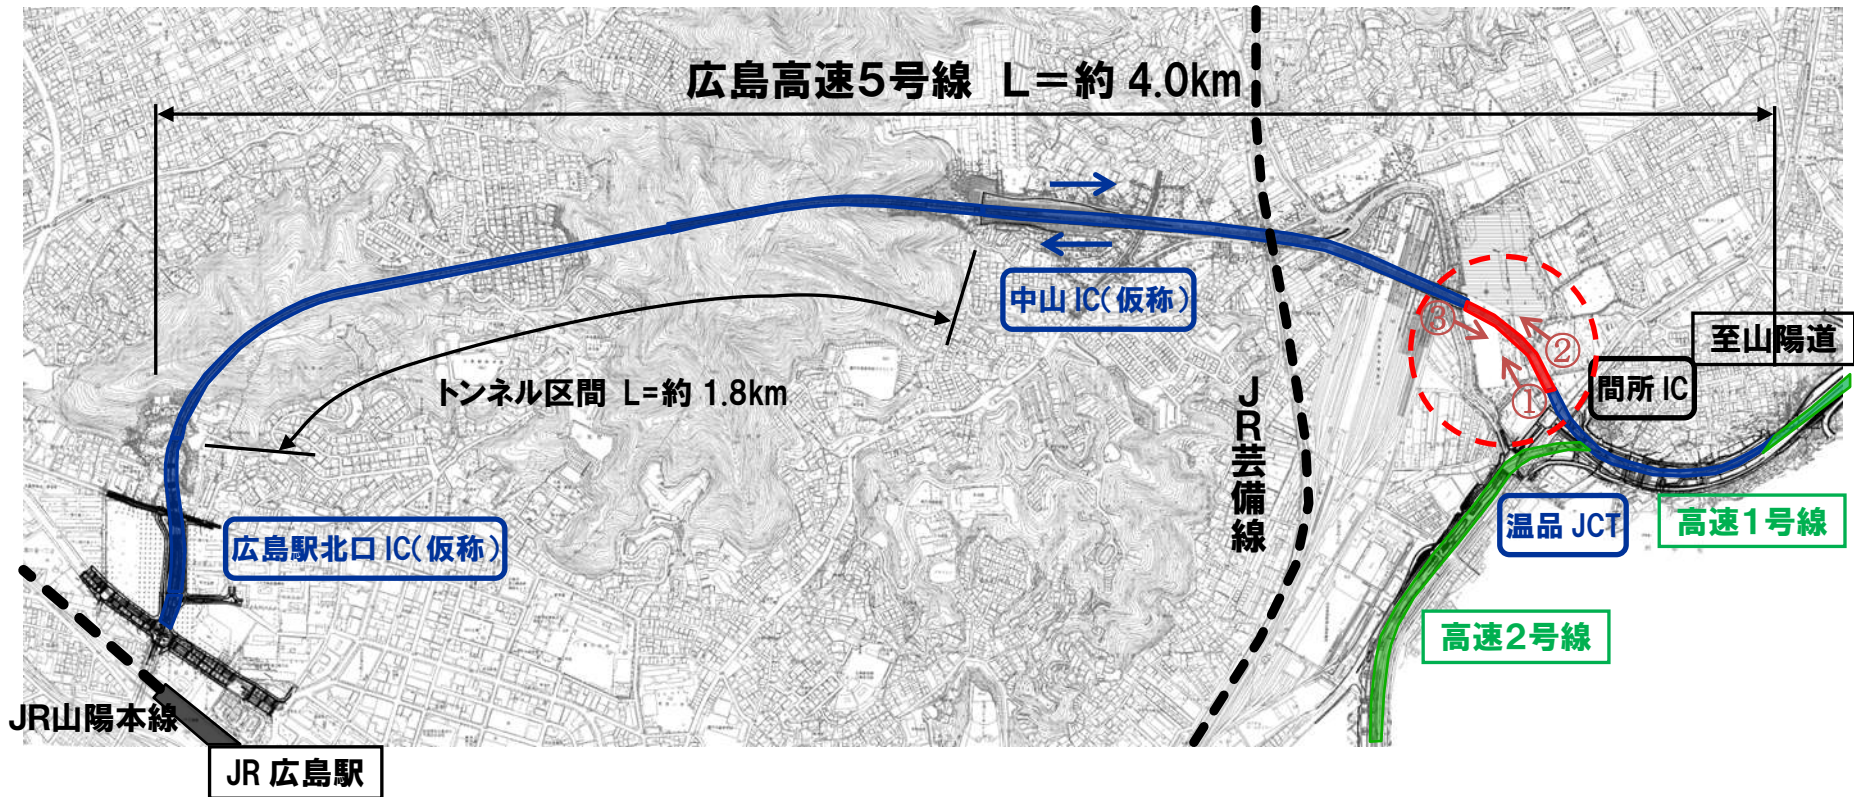 広島高速5号線 L=約 4.0km
中山 IC(仮称)
③
②
①
至山陽道
間所 IC
トンネル区間 L=約 1.8km
JR芸備線
温品 JCT
高速1号線
広島駅北口 IC(仮称)
高速2号線
JR山陽本線
JR 広島駅